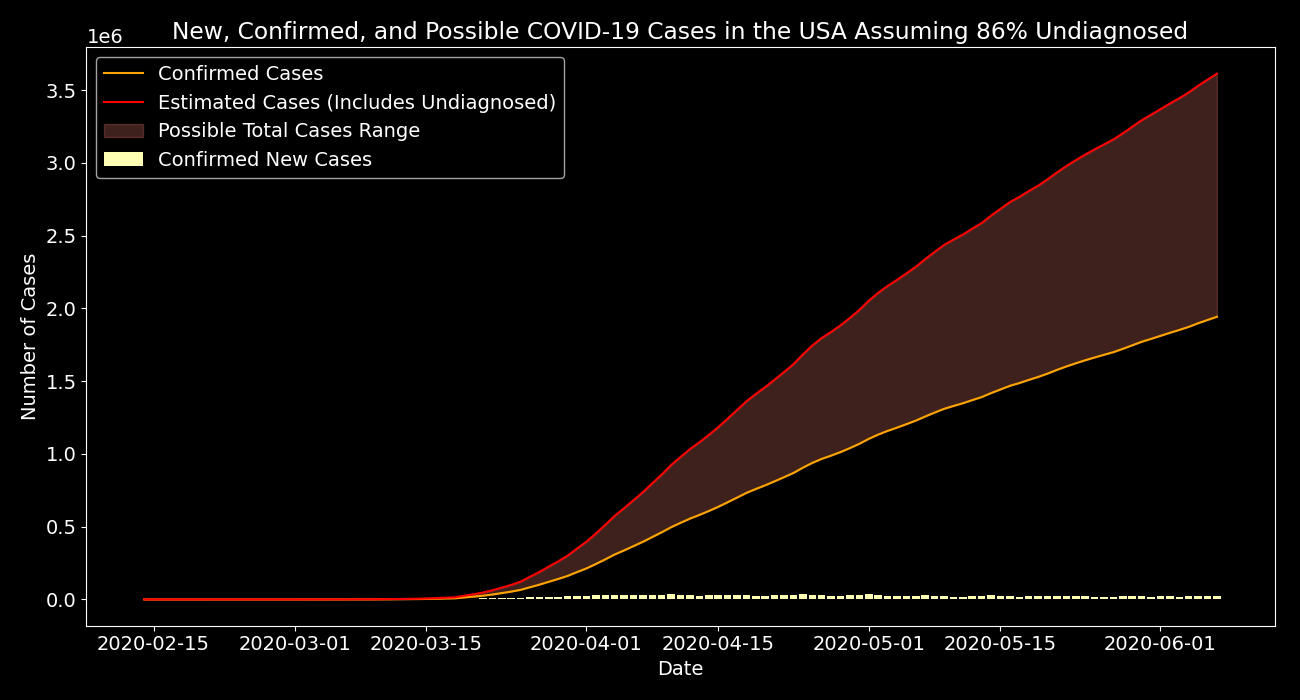 New, Confirmed, and Possible COVID-19 Cases in the USA Assuming 86% Undiagnosed
1e6
Confirmed Cases
Estimated Cases (Includes Undiagnosed)
Possible Total Cases Range
Confirmed New Cases
3.5
3.0
2.5
2.0
1.5
1.0
0.5
0.0
Number of Cases
2020-02-15 2020-03-01 2020-03-15 2020-04-01 2020-04-15 2020-05-01 2020-05-15 2020-06-01
Date